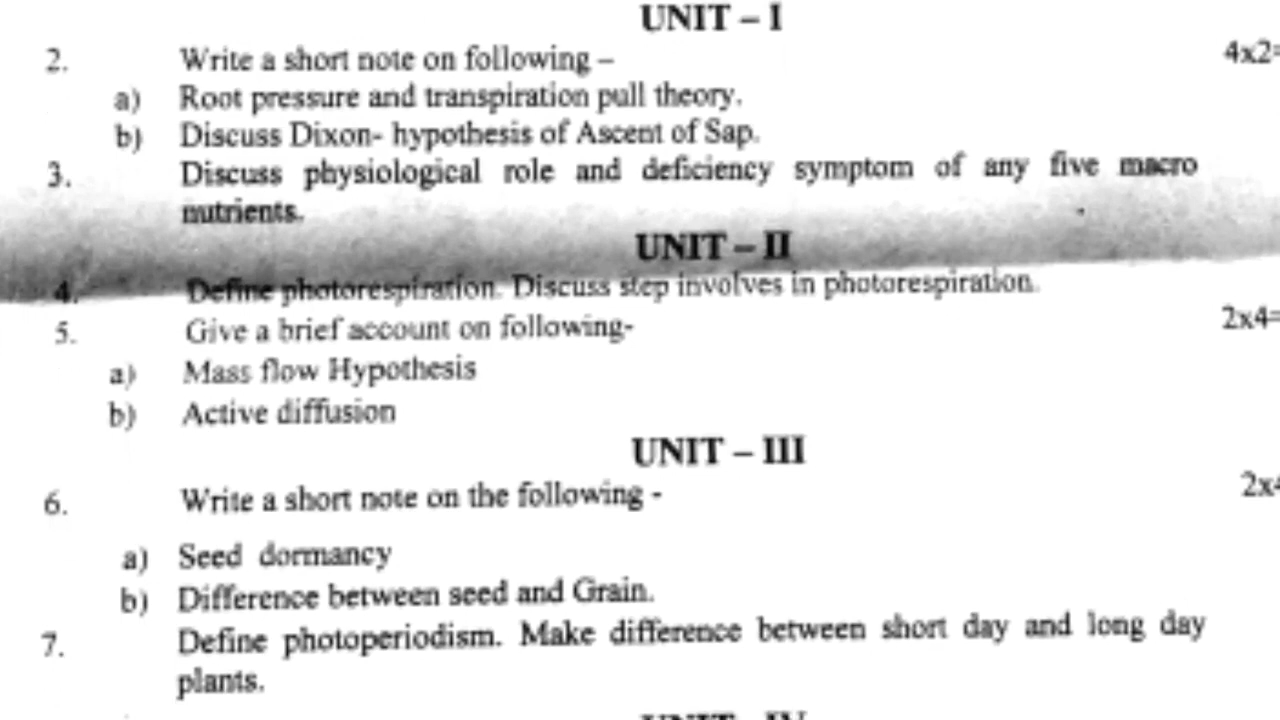 UNIT – I
2. Write a short note on following – 4x2=
a) Root pressure and transpiration pull theory.
b) Discuss Dixon- hypothesis of Ascent of Sap.
3. Discuss physiological role and deficiency symptom of any five macro
nutrients.
UNIT – II
4. Define photorespiration. Discuss step involves in photorespiration.
5. Give a brief account on following- 2x4=
a) Mass flow Hypothesis
b) Active diffusion
UNIT – III
6. Write a short note on the following - 2x4
a) Seed dormancy
b) Difference between seed and Grain.
7. Define photoperiodism. Make difference between short day and long day
plants.
UNIT – IV